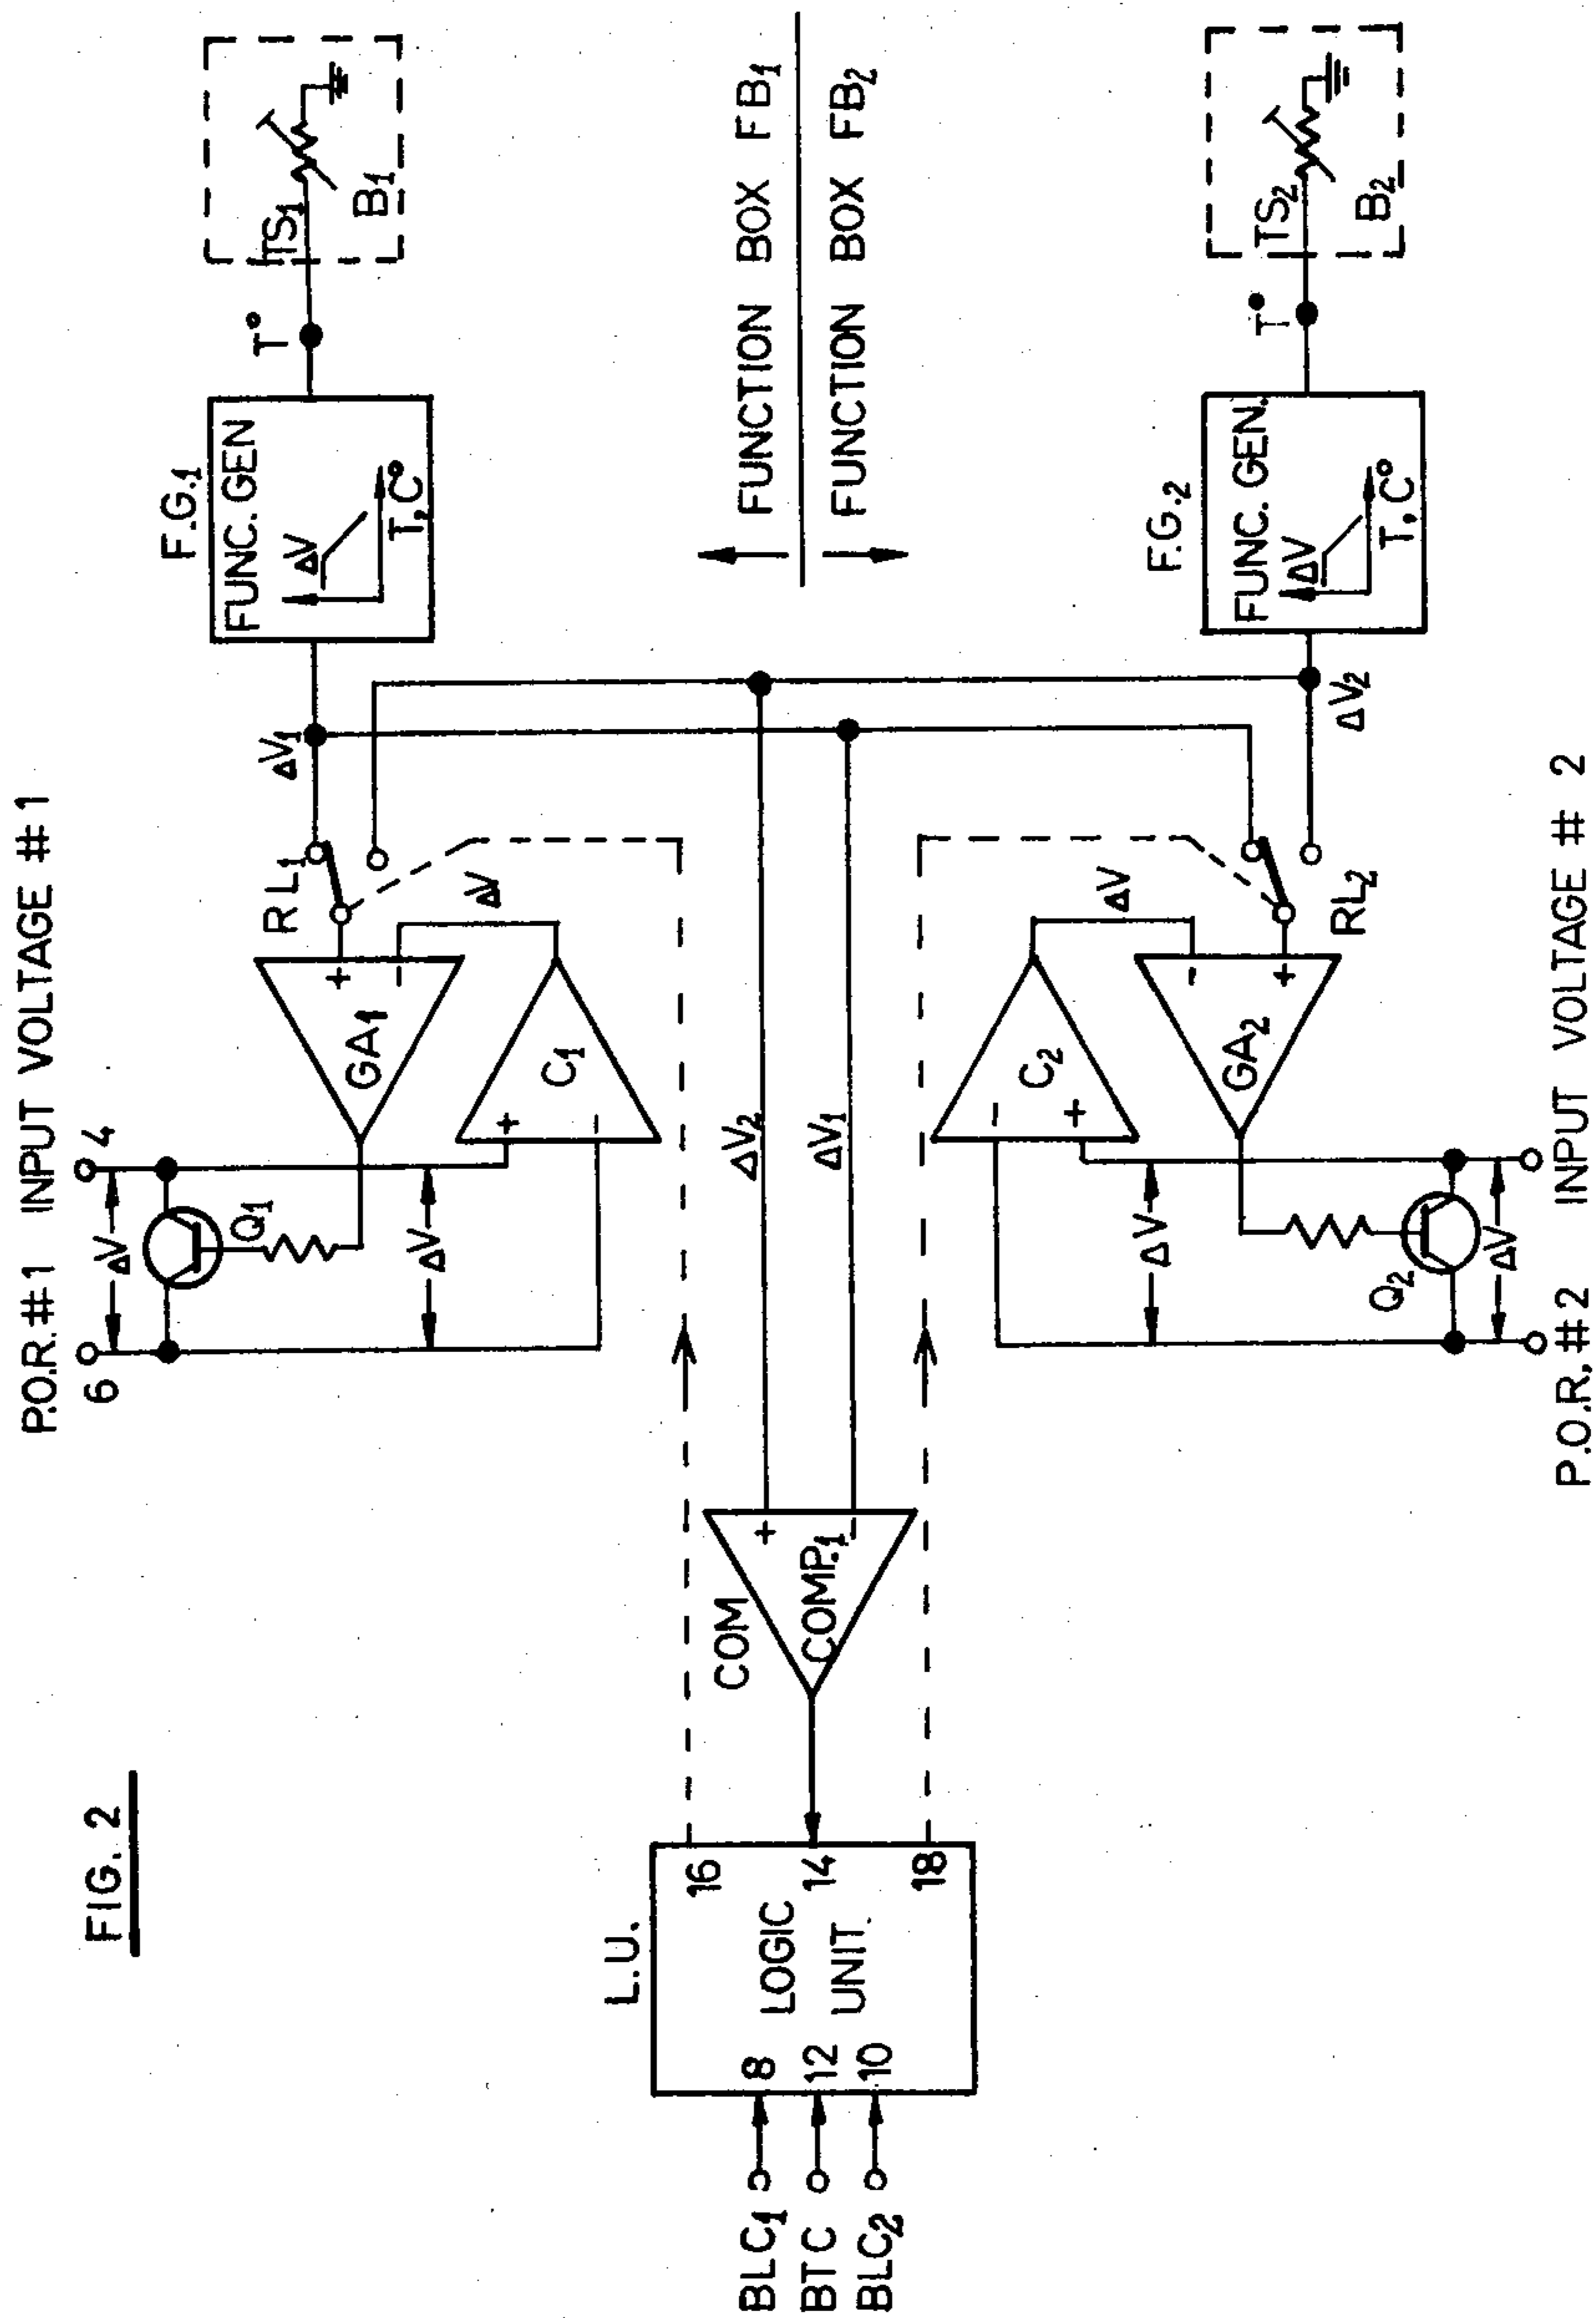 FIG. 2
P.O.R. #1 INPUT VOLTAGE #1
6
4
ΔV
Q1
ΔV
GA1
+
−
C1
+
−
ΔV
RL1
ΔV1
F.G.1
FUNC. GEN
ΔV
T, C°
T°
TS1
B1
FUNCTION BOX FB1
FUNCTION BOX FB2
L.U.
LOGIC
UNIT
BLC1
8
BTC
12
BLC2
10
16
14
18
COM
COMP.1
+
−
ΔV2
ΔV1
C2
−
+
ΔV
GA2
−
+
RL2
ΔV2
F.G.2
FUNC. GEN.
ΔV
T, C°
T°
TS2
B2
ΔV
Q2
ΔV
P.O.R. #2 INPUT VOLTAGE # 2